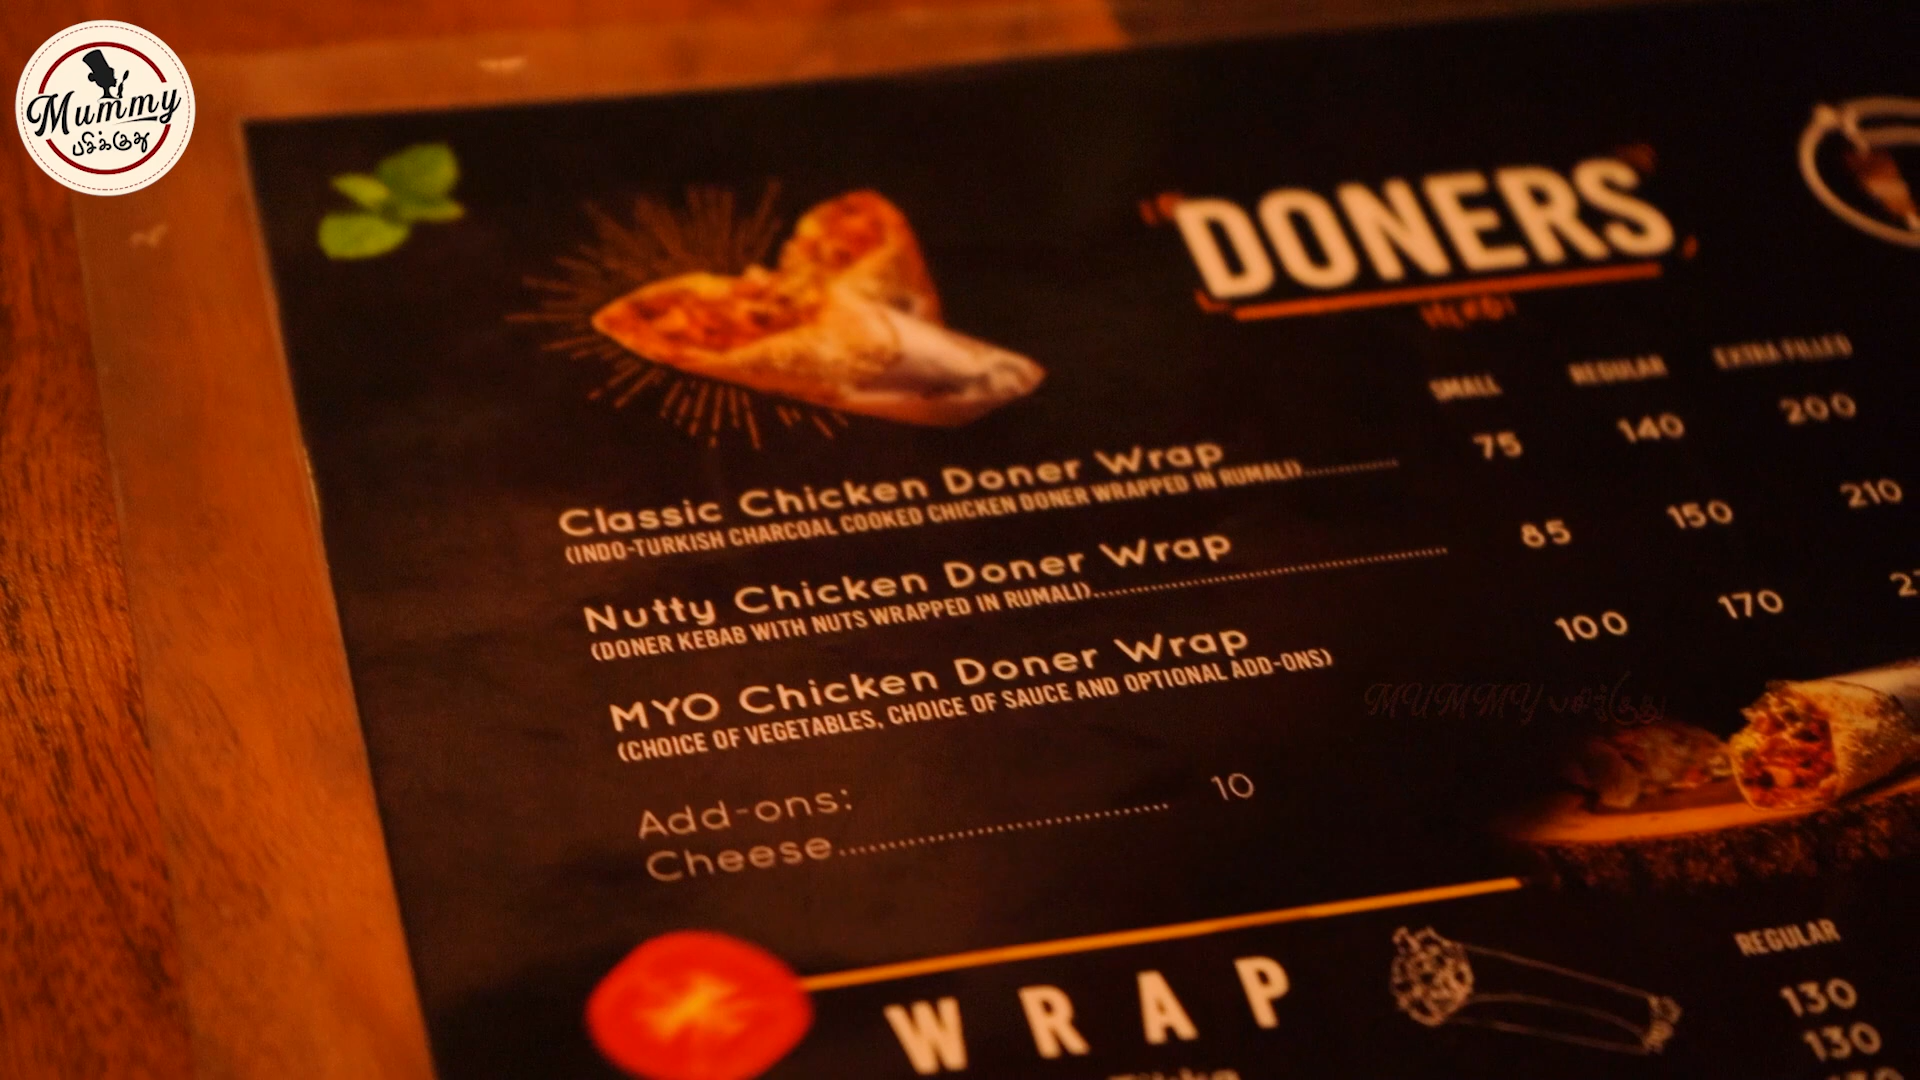 Mummy
பசிக்குது
DONERS
SMALL REGULAR EXTRA FILLED
Classic Chicken Doner Wrap 75 140 200
(INDO-TURKISH CHARCOAL COOKED CHICKEN DONER WRAPPED IN RUMALI)
Nutty Chicken Doner Wrap 85 150 210
(DONER KEBAB WITH NUTS WRAPPED IN RUMALI)
MYO Chicken Doner Wrap 100 170
(CHOICE OF VEGETABLES, CHOICE OF SAUCE AND OPTIONAL ADD-ONS)
MUMMY பசிக்குது
Add-ons:
Cheese 10
WRAP
REGULAR
130
130